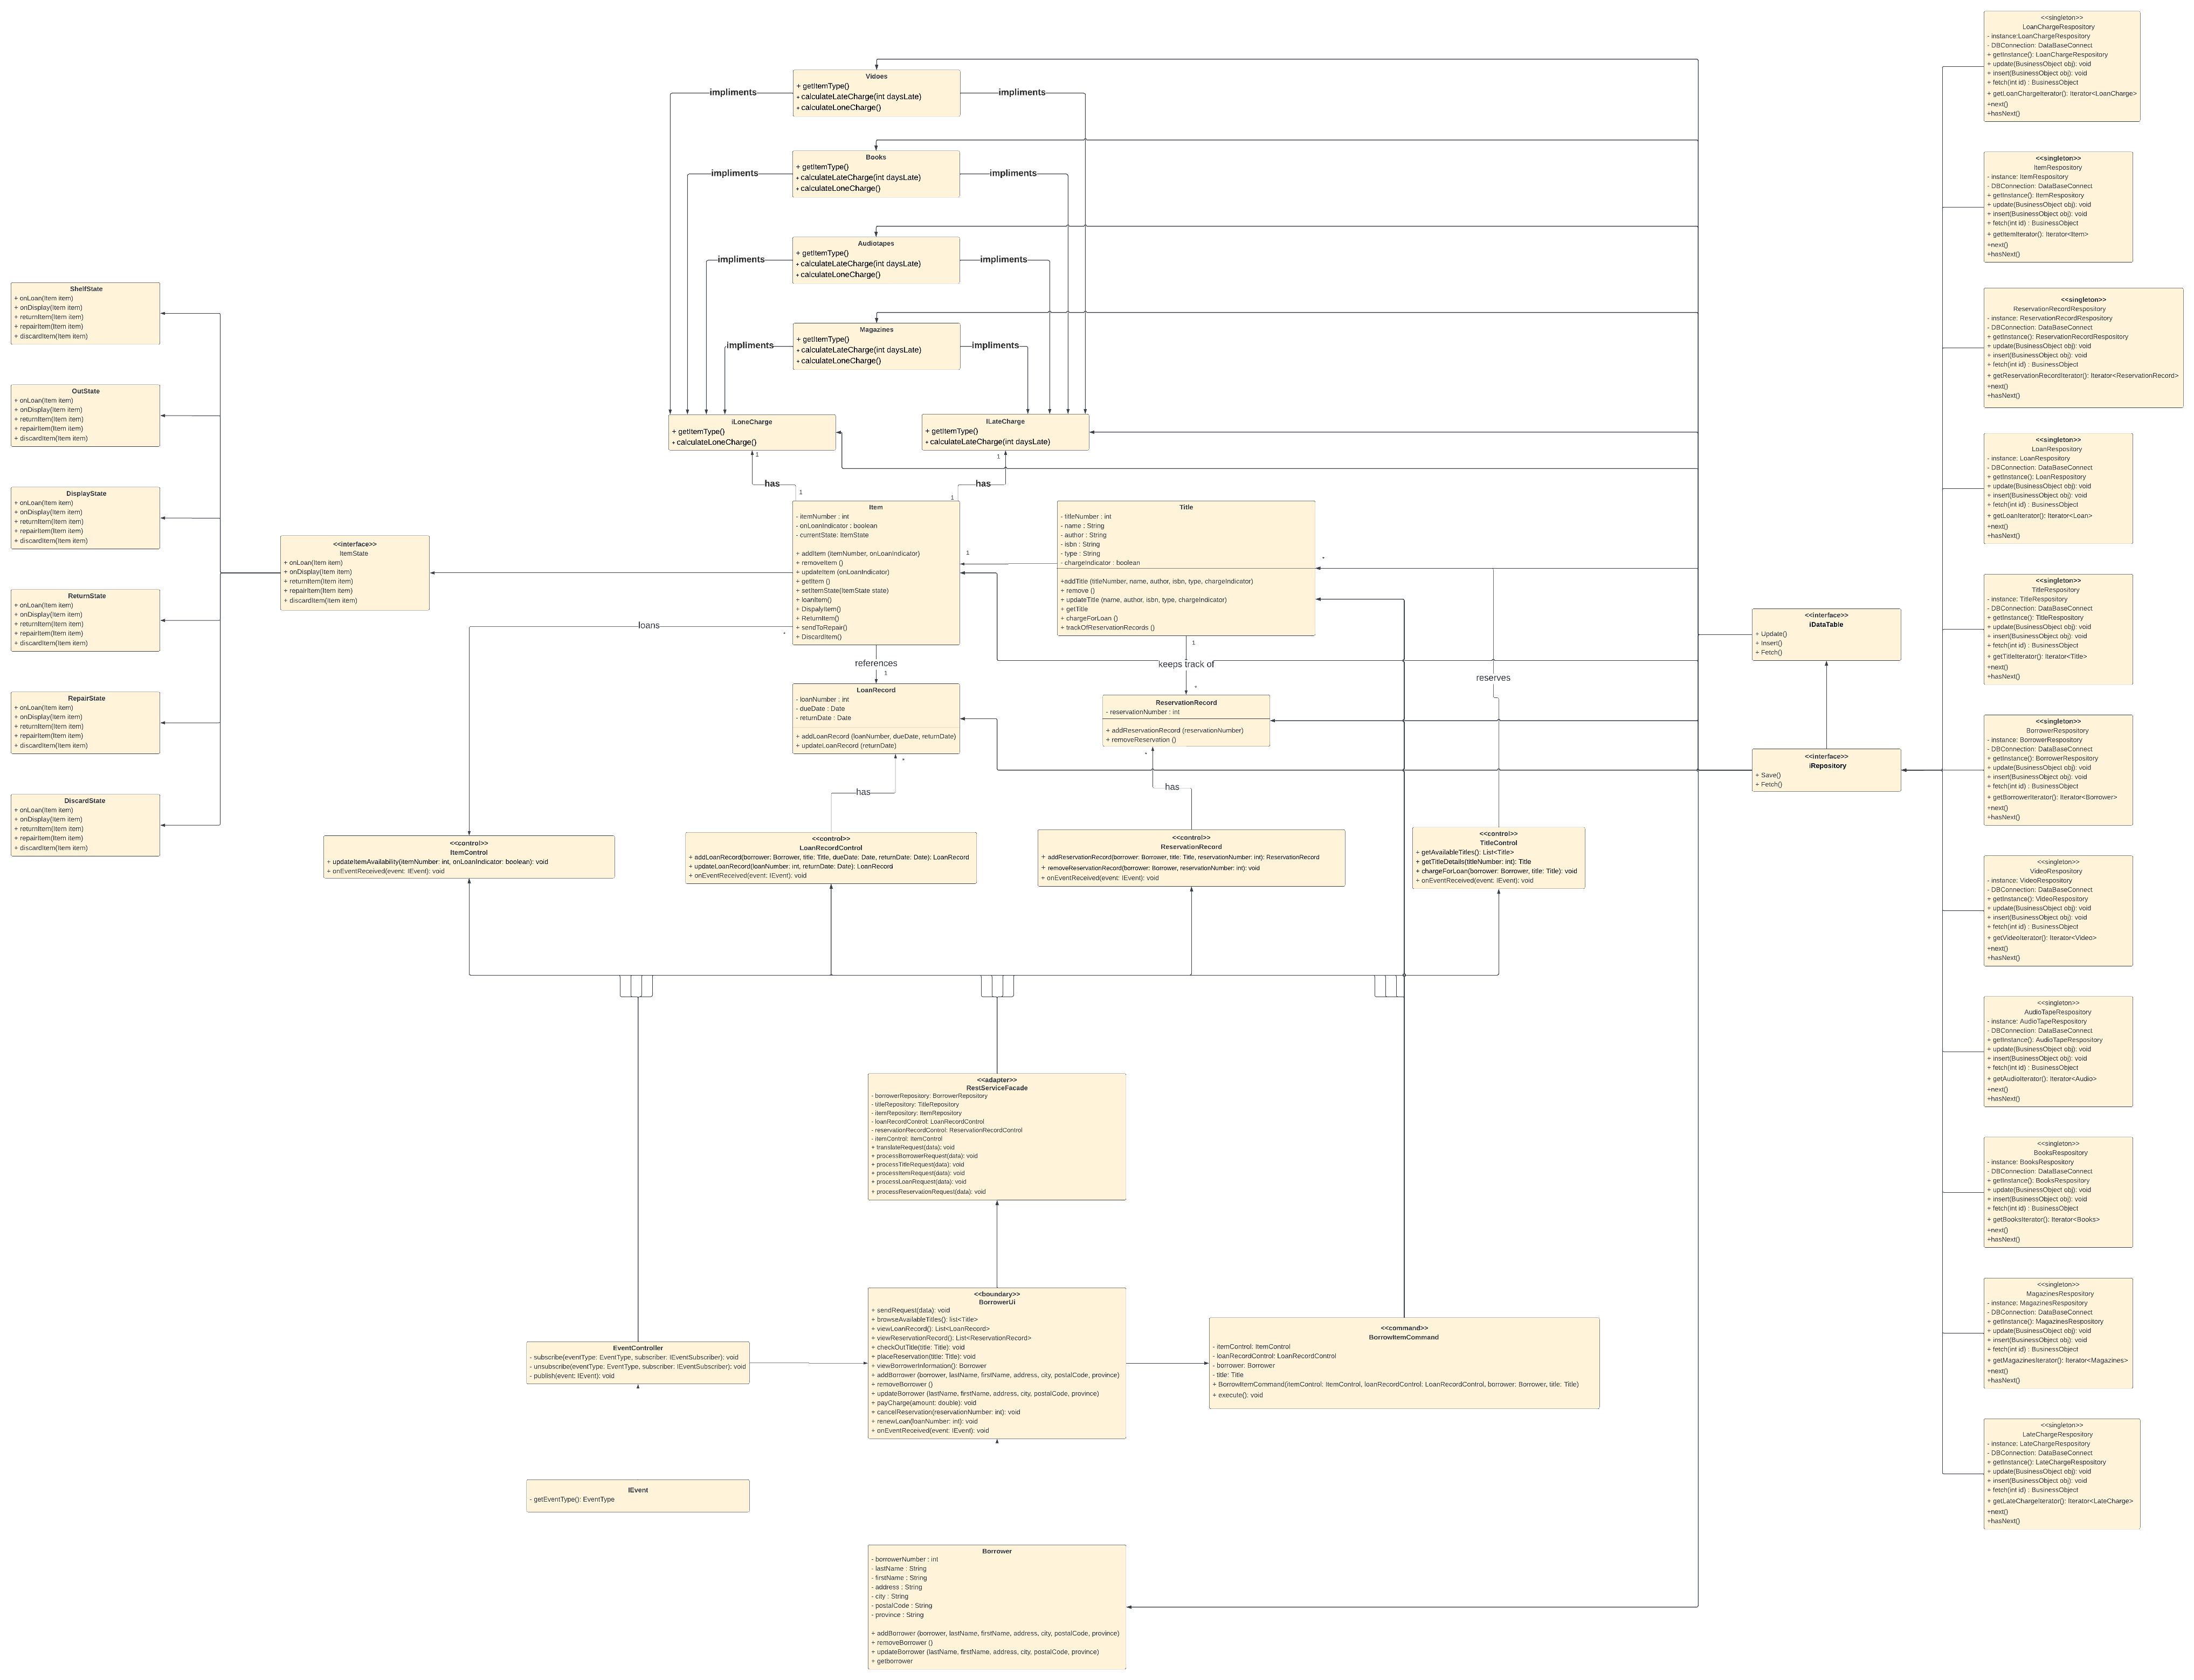 Vidoes
+ getItemType()
+ calculateLateCharge(int daysLate)
+ calculateLoneCharge()
impliments
impliments
Books
+ getItemType()
+ calculateLateCharge(int daysLate)
+ calculateLoneCharge()
impliments
impliments
Audiotapes
+ getItemType()
+ calculateLateCharge(int daysLate)
+ calculateLoneCharge()
impliments
impliments
Magazines
+ getItemType()
+ calculateLateCharge(int daysLate)
+ calculateLoneCharge()
impliments
impliments
iLoneCharge
+ getItemType()
+ calculateLoneCharge()
ILateCharge
+ getItemType()
+ calculateLateCharge(int daysLate)
1
has
1
1
has
1
ShelfState
+ onLoan(Item item)
+ onDisplay(Item item)
+ returnItem(Item item)
+ repairItem(Item item)
+ discardItem(Item item)
OutState
+ onLoan(Item item)
+ onDisplay(Item item)
+ returnItem(Item item)
+ repairItem(Item item)
+ discardItem(Item item)
DisplayState
+ onLoan(Item item)
+ onDisplay(Item item)
+ returnItem(Item item)
+ repairItem(Item item)
+ discardItem(Item item)
ReturnState
+ onLoan(Item item)
+ onDisplay(Item item)
+ returnItem(Item item)
+ repairItem(Item item)
+ discardItem(Item item)
RepairState
+ onLoan(Item item)
+ onDisplay(Item item)
+ returnItem(Item item)
+ repairItem(Item item)
+ discardItem(Item item)
DiscardState
+ onLoan(Item item)
+ onDisplay(Item item)
+ returnItem(Item item)
+ repairItem(Item item)
+ discardItem(Item item)
<<interface>>
ItemState
+ onLoan(Item item)
+ onDisplay(Item item)
+ returnItem(Item item)
+ repairItem(Item item)
+ discardItem(Item item)
Item
- itemNumber : int
- onLoanIndicator : boolean
- currentState: ItemState
+ addItem (itemNumber, onLoanIndicator)
+ removeItem ()
+ updateItem (onLoanIndicator)
+ getItem ()
+ setItemState(ItemState state)
+ loanItem()
+ DispalyItem()
+ ReturnItem()
+ sendToRepair()
+ DiscardItem()
Title
- titleNumber : int
- name : String
- author : String
- isbn : String
- type : String
- chargeIndicator : boolean
+addTitle (titleNumber, name, author, isbn, type, chargeIndicator)
+ remove ()
+ updateTitle (name, author, isbn, type, chargeIndicator)
+ getTitle
+ chargeForLoan ()
+ trackOfReservationRecords ()
1
*
loans
*
references
1
1
keeps track of
*
reserves
LoanRecord
- loanNumber : int
- dueDate : Date
- returnDate : Date
+ addLoanRecord (loanNumber, dueDate, returnDate)
+ updateLoanRecord (returnDate)
ReservationRecord
- reservationNumber : int
+ addReservationRecord (reservationNumber)
+ removeReservation ()
*
has
*
has
<<control>>
ItemControl
+ updateItemAvailability(itemNumber: int, onLoanIndicator: boolean): void
+ onEventReceived(event: IEvent): void
<<control>>
LoanRecordControl
+ addLoanRecord(borrower: Borrower, title: Title, dueDate: Date, returnDate: Date): LoanRecord
+ updateLoanRecord(loanNumber: int, returnDate: Date): LoanRecord
+ onEventReceived(event: IEvent): void
<<control>>
ReservationRecord
+ addReservationRecord(borrower: Borrower, title: Title, reservationNumber: int): ReservationRecord
+ removeReservationRecord(borrower: Borrower, reservationNumber: int): void
+ onEventReceived(event: IEvent): void
<<control>>
TitleControl
+ getAvailableTitles(): List<Title>
+ getTitleDetails(titleNumber: int): Title
+ chargeForLoan(borrower: Borrower, title: Title): void
+ onEventReceived(event: IEvent): void
<<adapter>>
RestServiceFacade
- borrowerRepository: BorrowerRepository
- titleRepository: TitleRepository
- itemRepository: ItemRepository
- loanRecordControl: LoanRecordControl
- reservationRecordControl: ReservationRecordControl
- itemControl: ItemControl
+ translateRequest(data): void
+ processBorrowerRequest(data): void
+ processTitleRequest(data): void
+ processItemRequest(data): void
+ processLoanRequest(data): void
+ processReservationRequest(data): void
EventController
- subscribe(eventType: EventType, subscriber: IEventSubscriber): void
- unsubscribe(eventType: EventType, subscriber: IEventSubscriber): void
- publish(event: IEvent): void
<<boundary>>
BorrowerUi
+ sendRequest(data): void
+ browseAvailableTitles(): list<Title>
+ viewLoanRecord(): List<LoanRecord>
+ viewReservationRecord(): List<ReservationRecord>
+ checkOutTitle(title: Title): void
+ placeReservation(title: Title): void
+ viewBorrowerInformation(): Borrower
+ addBorrower (borrower, lastName, firstName, address, city, postalCode, province)
+ removeBorrower ()
+ updateBorrower (lastName, firstName, address, city, postalCode, province)
+ payCharge(amount: double): void
+ cancelReservation(reservationNumber: int): void
+ renewLoan(loanNumber: int): void
+ onEventReceived(event: IEvent): void
<<command>>
BorrowItemCommand
- itemControl: ItemControl
- loanRecordControl: LoanRecordControl
- borrower: Borrower
- title: Title
+ BorrowItemCommand(itemControl: ItemControl, loanRecordControl: LoanRecordControl, borrower: Borrower, title: Title)
+ execute(): void
IEvent
- getEventType(): EventType
Borrower
- borrowerNumber : int
- lastName : String
- firstName : String
- address : String
- city : String
- postalCode : String
- province : String
+ addBorrower (borrower, lastName, firstName, address, city, postalCode, province)
+ removeBorrower ()
+ updateBorrower (lastName, firstName, address, city, postalCode, province)
+ getborrower
<<interface>>
iDataTable
+ Update()
+ Insert()
+ Fetch()
<<interface>>
iRepository
+ Save()
+ Fetch()
<<singleton>>
LoanChargeRespository
- instance:LoanChargeRespository
- DBConnection: DataBaseConnect
+ getInstance(): LoanChargeRespository
+ update(BusinessObject obj): void
+ insert(BusinessObject obj): void
+ fetch(int id) : BusinessObject
+ getLoanChargeIterator(): Iterator<LoanCharge>
+next()
+hasNext()
<<singleton>>
ItemRespository
- instance: ItemRespository
- DBConnection: DataBaseConnect
+ getInstance(): ItemRespository
+ update(BusinessObject obj): void
+ insert(BusinessObject obj): void
+ fetch(int id) : BusinessObject
+ getItemIterator(): Iterator<Item>
+next()
+hasNext()
<<singleton>>
ReservationRecordRespository
- instance: ReservationRecordRespository
- DBConnection: DataBaseConnect
+ getInstance(): ReservationRecordRespository
+ update(BusinessObject obj): void
+ insert(BusinessObject obj): void
+ fetch(int id) : BusinessObject
+ getReservationRecordIterator(): Iterator<ReservationRecord>
+next()
+hasNext()
<<singleton>>
LoanRespository
- instance: LoanRespository
- DBConnection: DataBaseConnect
+ getInstance(): LoanRespository
+ update(BusinessObject obj): void
+ insert(BusinessObject obj): void
+ fetch(int id) : BusinessObject
+ getLoanIterator(): Iterator<Loan>
+next()
+hasNext()
<<singleton>>
TitleRespository
- instance: TitleRespository
- DBConnection: DataBaseConnect
+ getInstance(): TitleRespository
+ update(BusinessObject obj): void
+ insert(BusinessObject obj): void
+ fetch(int id) : BusinessObject
+ getTitleIterator(): Iterator<Title>
+next()
+hasNext()
<<singleton>>
BorrowerRespository
- instance: BorrowerRespository
- DBConnection: DataBaseConnect
+ getInstance(): BorrowerRespository
+ update(BusinessObject obj): void
+ insert(BusinessObject obj): void
+ fetch(int id) : BusinessObject
+ getBorrowerIterator(): Iterator<Borrower>
+next()
+hasNext()
<<singleton>>
VideoRespository
- instance: VideoRespository
- DBConnection: DataBaseConnect
+ getInstance(): VideoRespository
+ update(BusinessObject obj): void
+ insert(BusinessObject obj): void
+ fetch(int id) : BusinessObject
+ getVideoIterator(): Iterator<Video>
+next()
+hasNext()
<<singleton>>
AudioTapeRespository
- instance: AudioTapeRespository
- DBConnection: DataBaseConnect
+ getInstance(): AudioTapeRespository
+ update(BusinessObject obj): void
+ insert(BusinessObject obj): void
+ fetch(int id) : BusinessObject
+ getAudioIterator(): Iterator<Audio>
+next()
+hasNext()
<<singleton>>
BooksRespository
- instance: BooksRespository
- DBConnection: DataBaseConnect
+ getInstance(): BooksRespository
+ update(BusinessObject obj): void
+ insert(BusinessObject obj): void
+ fetch(int id) : BusinessObject
+ getBooksIterator(): Iterator<Books>
+next()
+hasNext()
<<singleton>>
MagazinesRespository
- instance: MagazinesRespository
- DBConnection: DataBaseConnect
+ getInstance(): MagazinesRespository
+ update(BusinessObject obj): void
+ insert(BusinessObject obj): void
+ fetch(int id) : BusinessObject
+ getMagazinesIterator(): Iterator<Magazines>
+next()
+hasNext()
<<singleton>>
LateChargeRespository
- instance: LateChargeRespository
- DBConnection: DataBaseConnect
+ getInstance(): LateChargeRespository
+ update(BusinessObject obj): void
+ insert(BusinessObject obj): void
+ fetch(int id) : BusinessObject
+ getLateChargeIterator(): Iterator<LateCharge>
+next()
+hasNext()